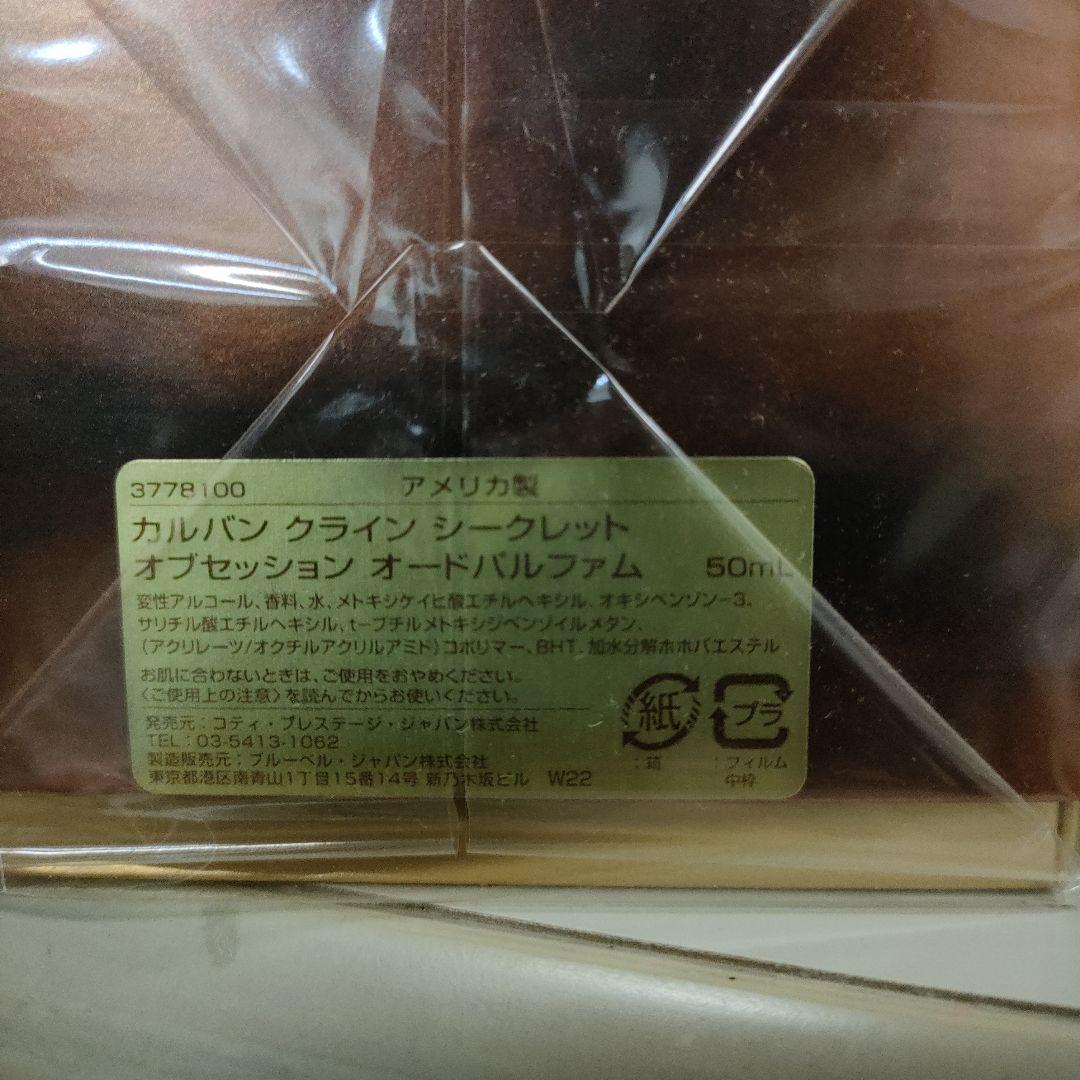 3778100 アメリカ製
カルバン クライン シークレット
オブセッション オードパルファム 50mL
変性アルコール、香料、水、メトキシケイヒ酸エチルヘキシル、オキシベンゾン-3、
サリチル酸エチルヘキシル、t-ブチルメトキシジベンゾイルメタン、
(アクリレーツ/オクチルアクリルアミド)コポリマー、BHT、加水分解ホホバエステル
お肌に合わないときは、ご使用をおやめください。
〈ご使用上の注意〉を読んでからお使いください。
発売元:コティ・プレステージ・ジャパン株式会社
TEL:03-5413-1062
製造販売元:ブルーベル・ジャパン株式会社
東京都港区南青山1丁目15番14号 新乃木坂ビル W22
紙
:箱
プラ
:フィルム
中枠